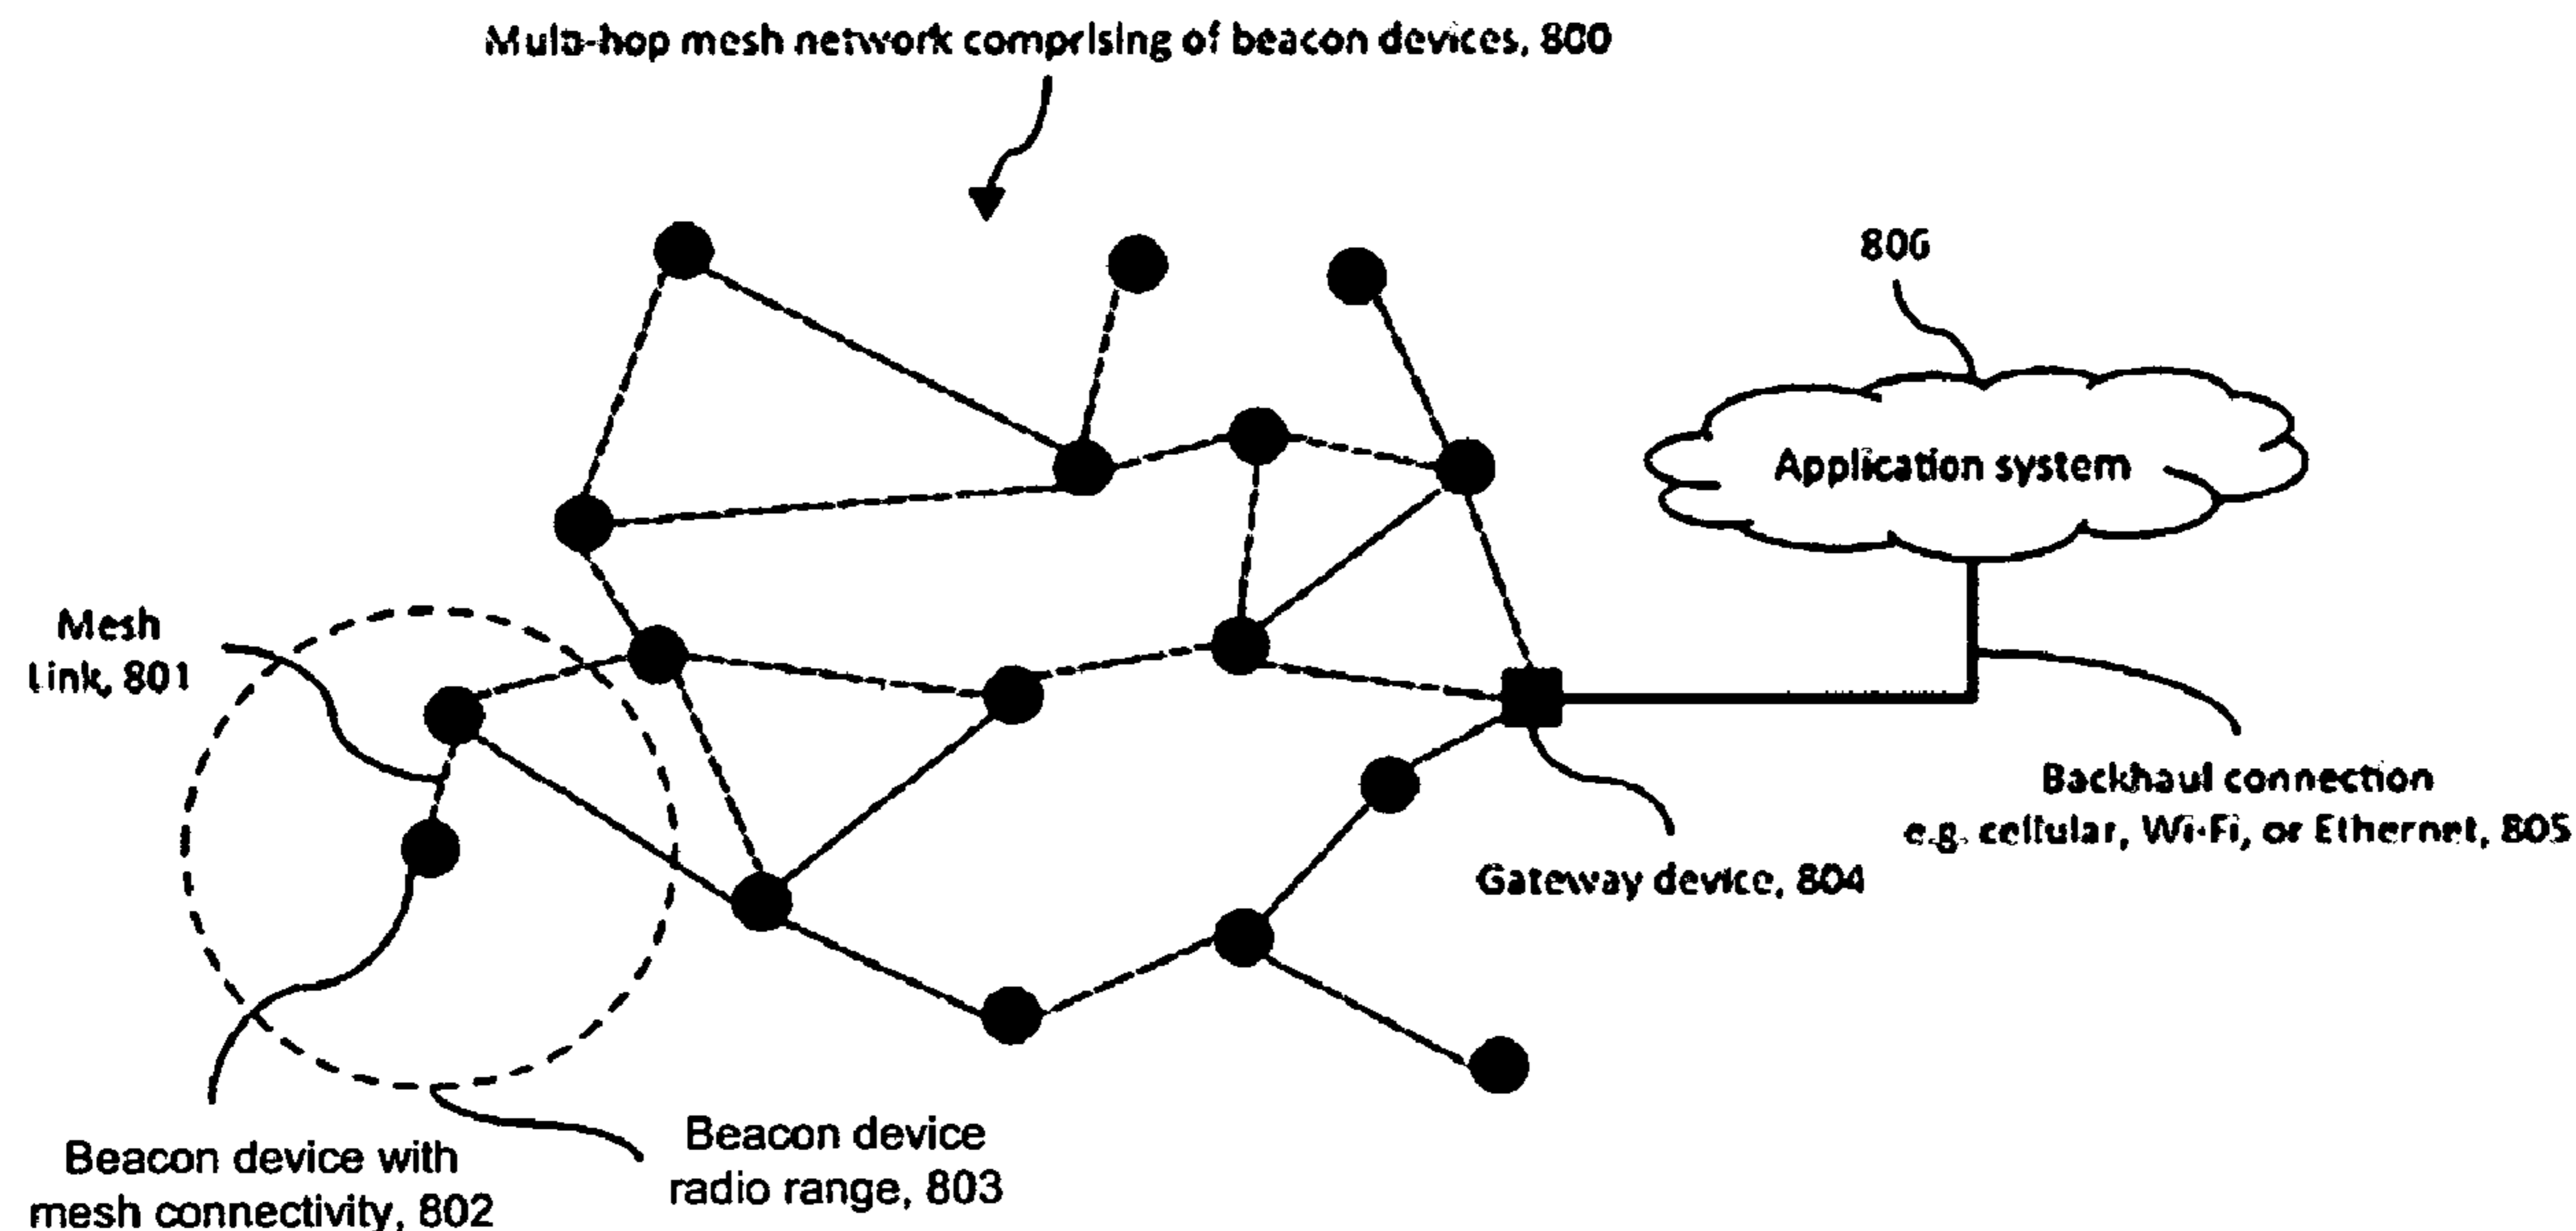 Multi-hop mesh network comprising of beacon devices, 800
806
Application system
Mesh
Link, 801
Backhaul connection
e.g. cellular, Wi-Fi, or Ethernet, 805
Gateway device, 804
Beacon device
radio range, 803
Beacon device with
mesh connectivity, 802